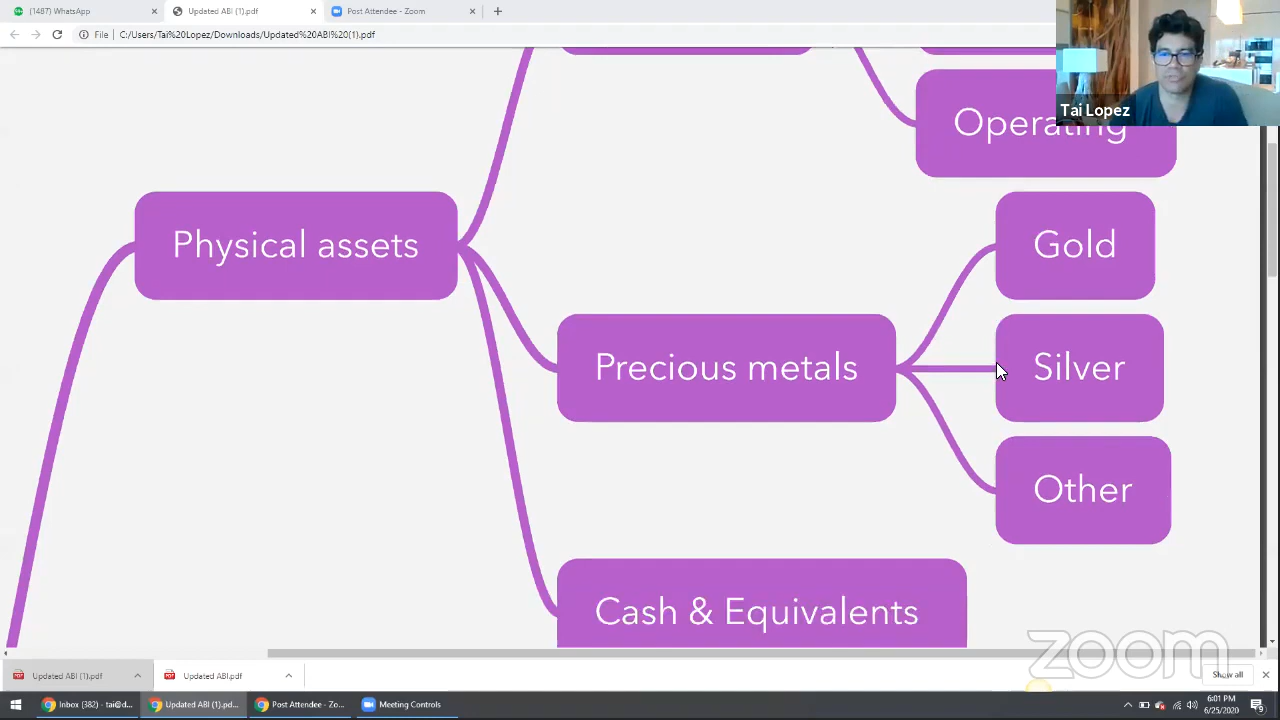 (1487) WhatsApp
Updated ABI (1).pdf
Post Attendee - Zoom
File
C:/Users/Tai%20Lopez/Downloads/Updated%20ABI%20(1).pdf
Tai Lopez
Operating
Physical assets
Gold
Precious metals
Silver
Other
Cash & Equivalents
zoom
Updated ABI (1).pdf
Updated ABI.pdf
Show all
Inbox (382) - tai@d...
Updated ABI (1).pd...
Post Attendee - Zo...
Meeting Controls
6:01 PM
6/25/2020